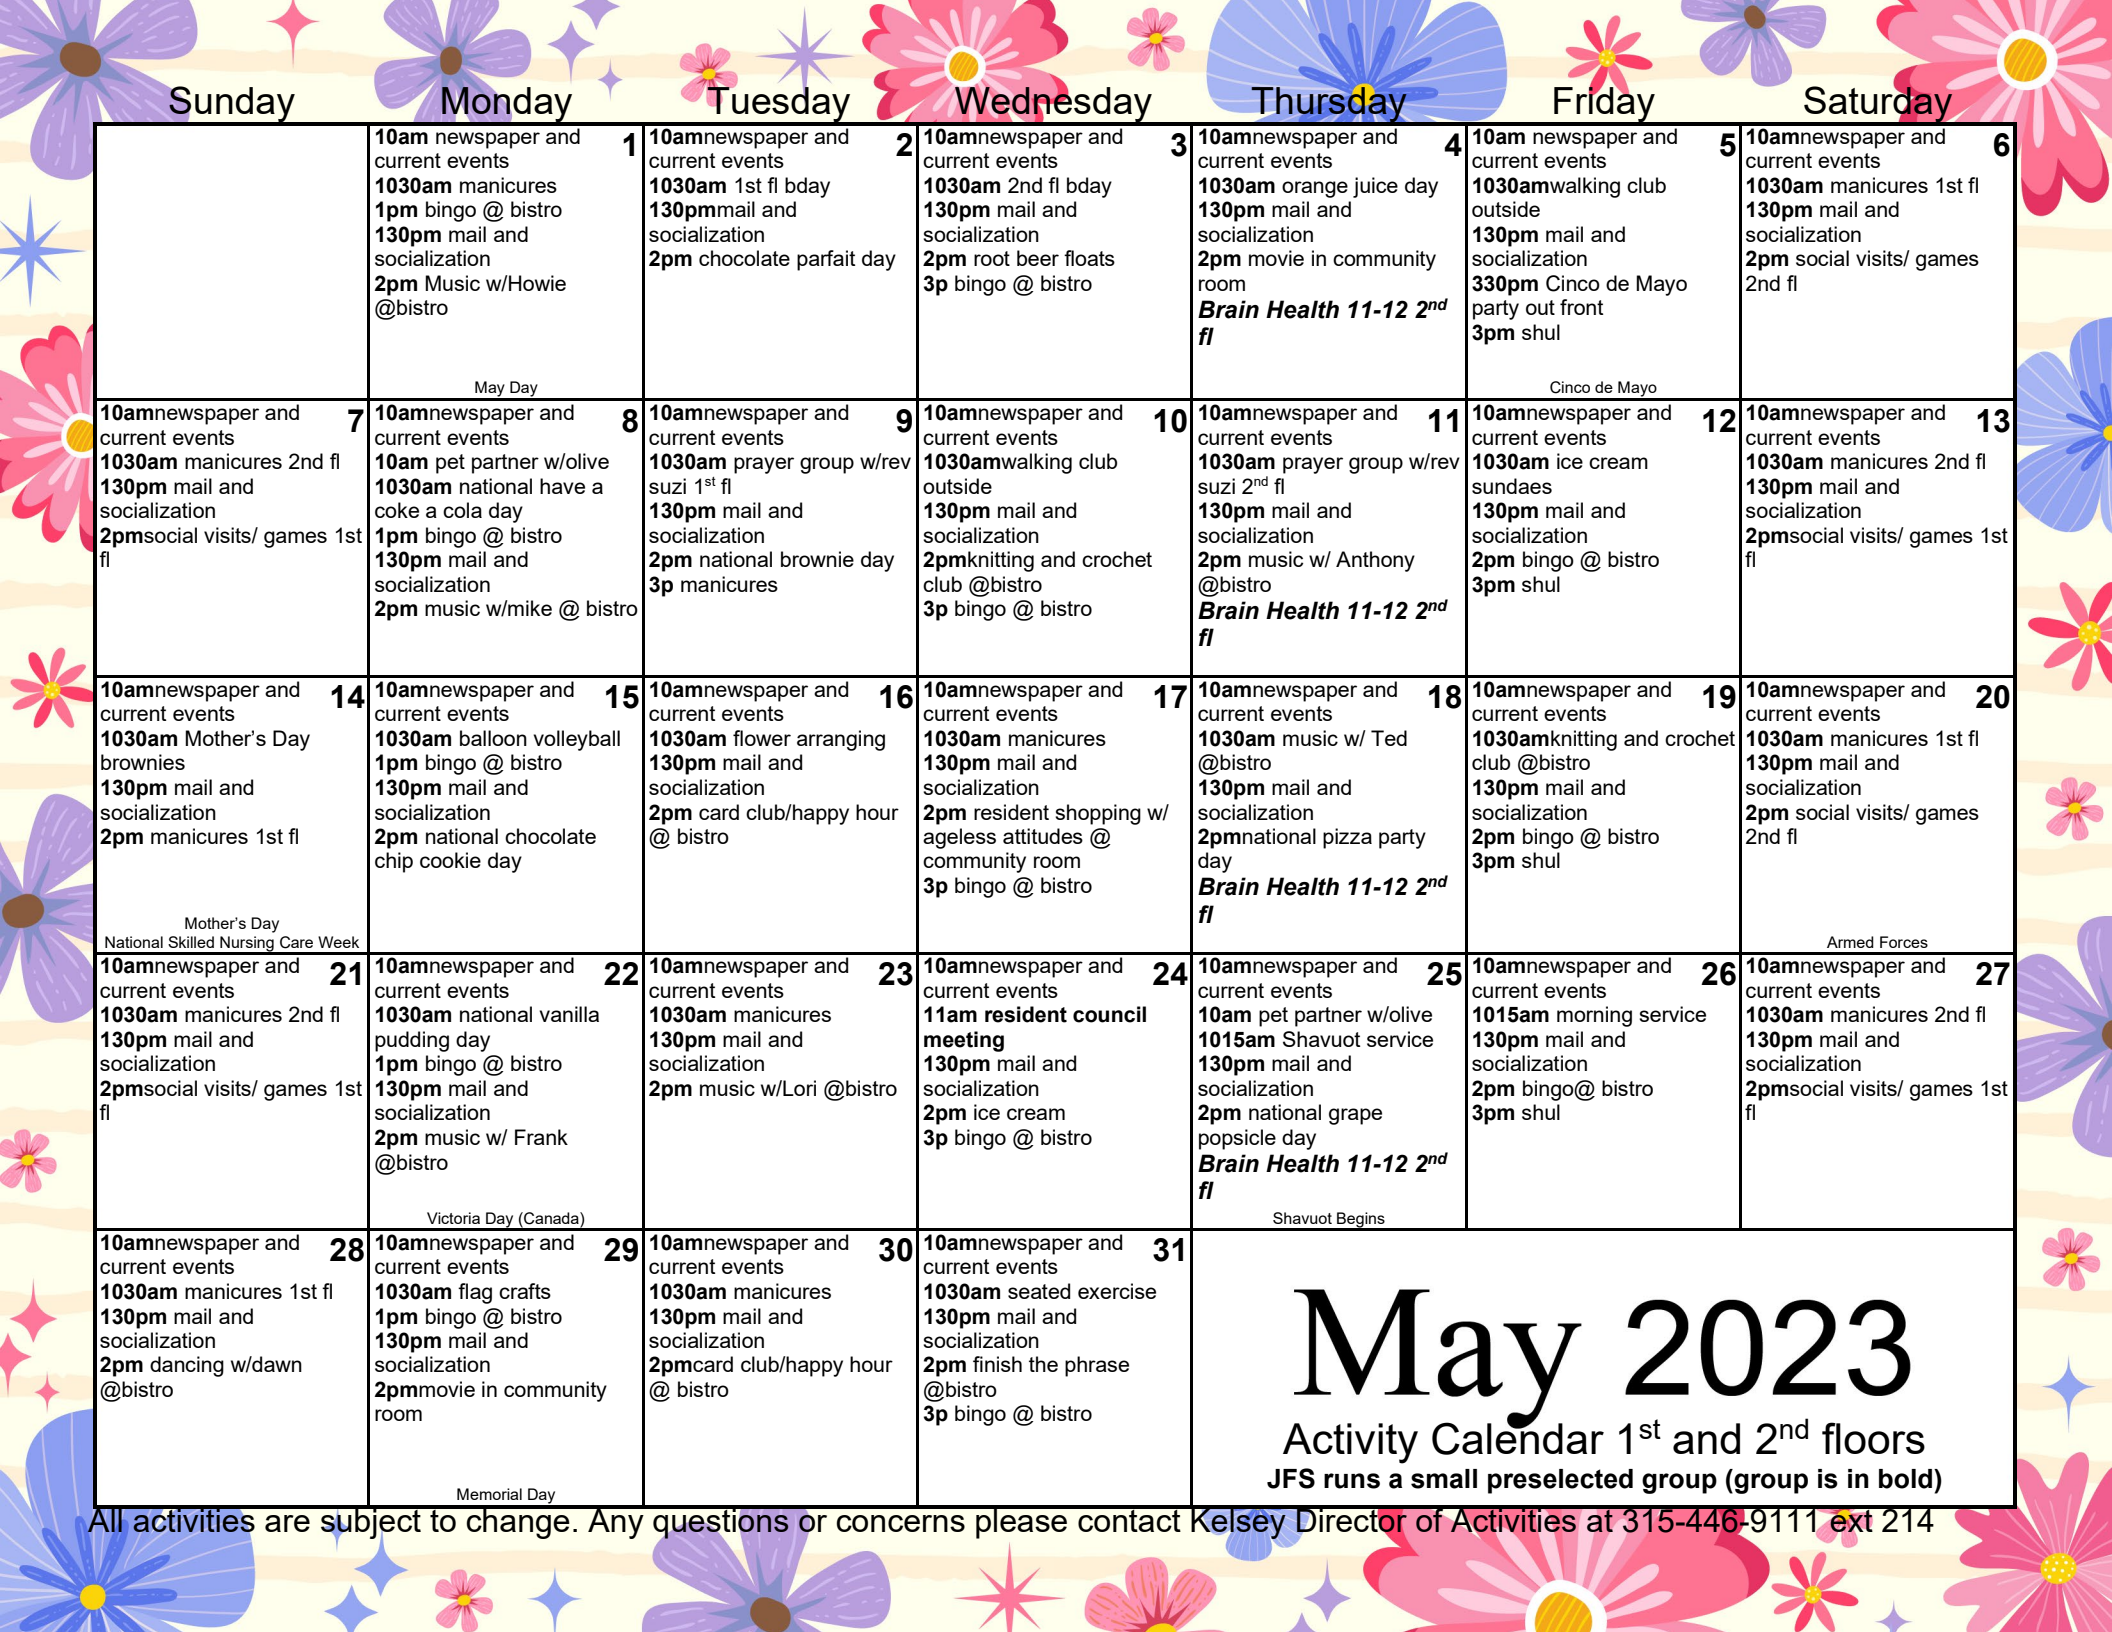 Sunday Monday Tuesday Wednesday Thursday Friday Saturday
10am newspaper and 1
current events
1030am manicures
1pm bingo @ bistro
130pm mail and
socialization
2pm Music w/Howie
@bistro
May Day
10amnewspaper and 2
current events
1030am 1st fl bday
130pmmail and
socialization
2pm chocolate parfait day
10amnewspaper and 3
current events
1030am 2nd fl bday
130pm mail and
socialization
2pm root beer floats
3p bingo @ bistro
10amnewspaper and 4
current events
1030am orange juice day
130pm mail and
socialization
2pm movie in community
room
Brain Health 11-12 2nd
fl
10am newspaper and 5
current events
1030amwalking club
outside
130pm mail and
socialization
330pm Cinco de Mayo
party out front
3pm shul
Cinco de Mayo
10amnewspaper and 6
current events
1030am manicures 1st fl
130pm mail and
socialization
2pm social visits/ games
2nd fl
10amnewspaper and 7
current events
1030am manicures 2nd fl
130pm mail and
socialization
2pmsocial visits/ games 1st
fl
10amnewspaper and 8
current events
10am pet partner w/olive
1030am national have a
coke a cola day
1pm bingo @ bistro
130pm mail and
socialization
2pm music w/mike @ bistro
10amnewspaper and 9
current events
1030am prayer group w/rev
suzi 1st fl
130pm mail and
socialization
2pm national brownie day
3p manicures
10amnewspaper and 10
current events
1030amwalking club
outside
130pm mail and
socialization
2pmknitting and crochet
club @bistro
3p bingo @ bistro
10amnewspaper and 11
current events
1030am prayer group w/rev
suzi 2nd fl
130pm mail and
socialization
2pm music w/ Anthony
@bistro
Brain Health 11-12 2nd
fl
10amnewspaper and 12
current events
1030am ice cream
sundaes
130pm mail and
socialization
2pm bingo @ bistro
3pm shul
10amnewspaper and 13
current events
1030am manicures 2nd fl
130pm mail and
socialization
2pmsocial visits/ games 1st
fl
10amnewspaper and 14
current events
1030am Mother’s Day
brownies
130pm mail and
socialization
2pm manicures 1st fl
Mother’s Day
National Skilled Nursing Care Week
10amnewspaper and 15
current events
1030am balloon volleyball
1pm bingo @ bistro
130pm mail and
socialization
2pm national chocolate
chip cookie day
10amnewspaper and 16
current events
1030am flower arranging
130pm mail and
socialization
2pm card club/happy hour
@ bistro
10amnewspaper and 17
current events
1030am manicures
130pm mail and
socialization
2pm resident shopping w/
ageless attitudes @
community room
3p bingo @ bistro
10amnewspaper and 18
current events
1030am music w/ Ted
@bistro
130pm mail and
socialization
2pmnational pizza party
day
Brain Health 11-12 2nd
fl
10amnewspaper and 19
current events
1030amknitting and crochet
club @bistro
130pm mail and
socialization
2pm bingo @ bistro
3pm shul
10amnewspaper and 20
current events
1030am manicures 1st fl
130pm mail and
socialization
2pm social visits/ games
2nd fl
Armed Forces
10amnewspaper and 21
current events
1030am manicures 2nd fl
130pm mail and
socialization
2pmsocial visits/ games 1st
fl
10amnewspaper and 22
current events
1030am national vanilla
pudding day
1pm bingo @ bistro
130pm mail and
socialization
2pm music w/ Frank
@bistro
Victoria Day (Canada)
10amnewspaper and 23
current events
1030am manicures
130pm mail and
socialization
2pm music w/Lori @bistro
10amnewspaper and 24
current events
11am resident council
meeting
130pm mail and
socialization
2pm ice cream
3p bingo @ bistro
10amnewspaper and 25
current events
10am pet partner w/olive
1015am Shavuot service
130pm mail and
socialization
2pm national grape
popsicle day
Brain Health 11-12 2nd
fl
Shavuot Begins
10amnewspaper and 26
current events
1015am morning service
130pm mail and
socialization
2pm bingo@ bistro
3pm shul
10amnewspaper and 27
current events
1030am manicures 2nd fl
130pm mail and
socialization
2pmsocial visits/ games 1st
fl
10amnewspaper and 28
current events
1030am manicures 1st fl
130pm mail and
socialization
2pm dancing w/dawn
@bistro
10amnewspaper and 29
current events
1030am flag crafts
1pm bingo @ bistro
130pm mail and
socialization
2pmmovie in community
room
Memorial Day
10amnewspaper and 30
current events
1030am manicures
130pm mail and
socialization
2pmcard club/happy hour
@ bistro
10amnewspaper and 31
current events
1030am seated exercise
130pm mail and
socialization
2pm finish the phrase
@bistro
3p bingo @ bistro
May 2023
Activity Calendar 1st and 2nd floors
JFS runs a small preselected group (group is in bold)
All activities are subject to change. Any questions or concerns please contact Kelsey Director of Activities at 315-446-9111 ext 214